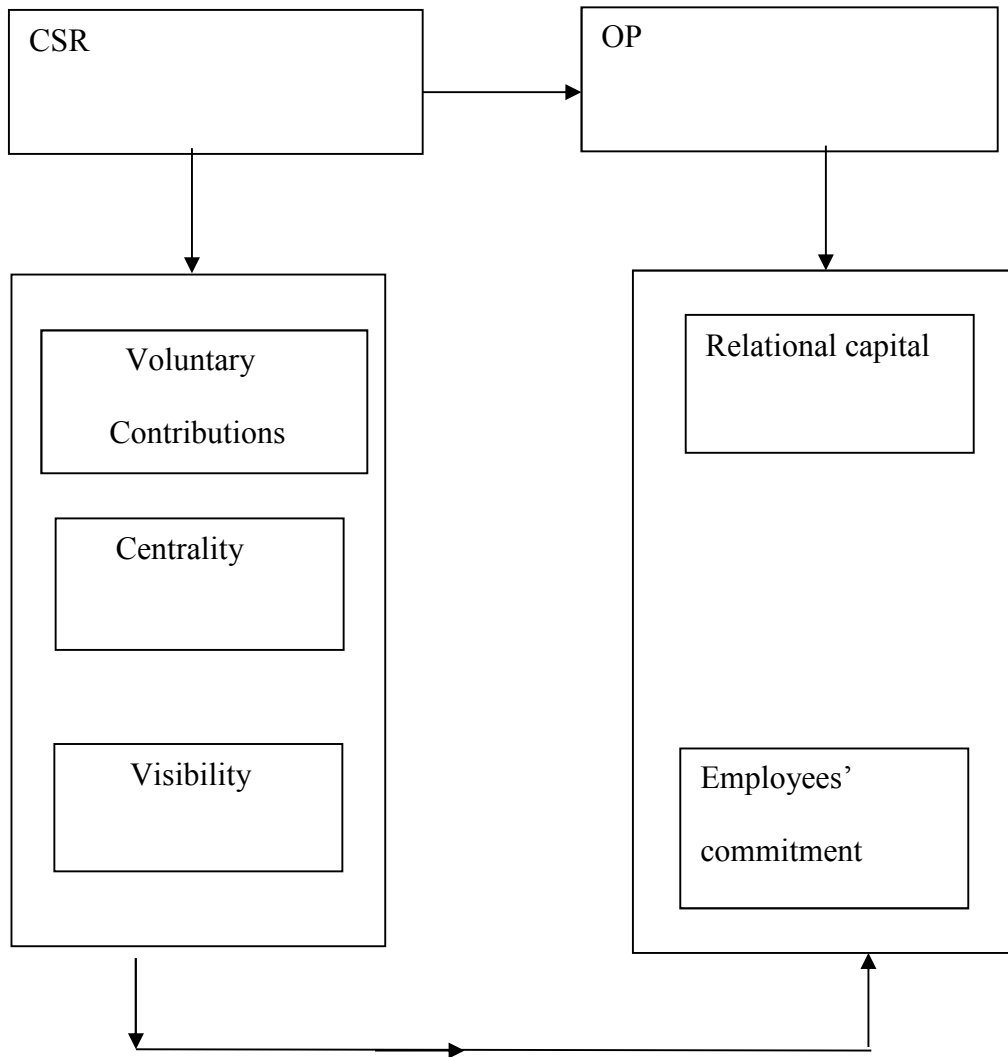 CSR
OP
Voluntary
Contributions
Centrality
Visibility
Relational capital
Employees’
commitment